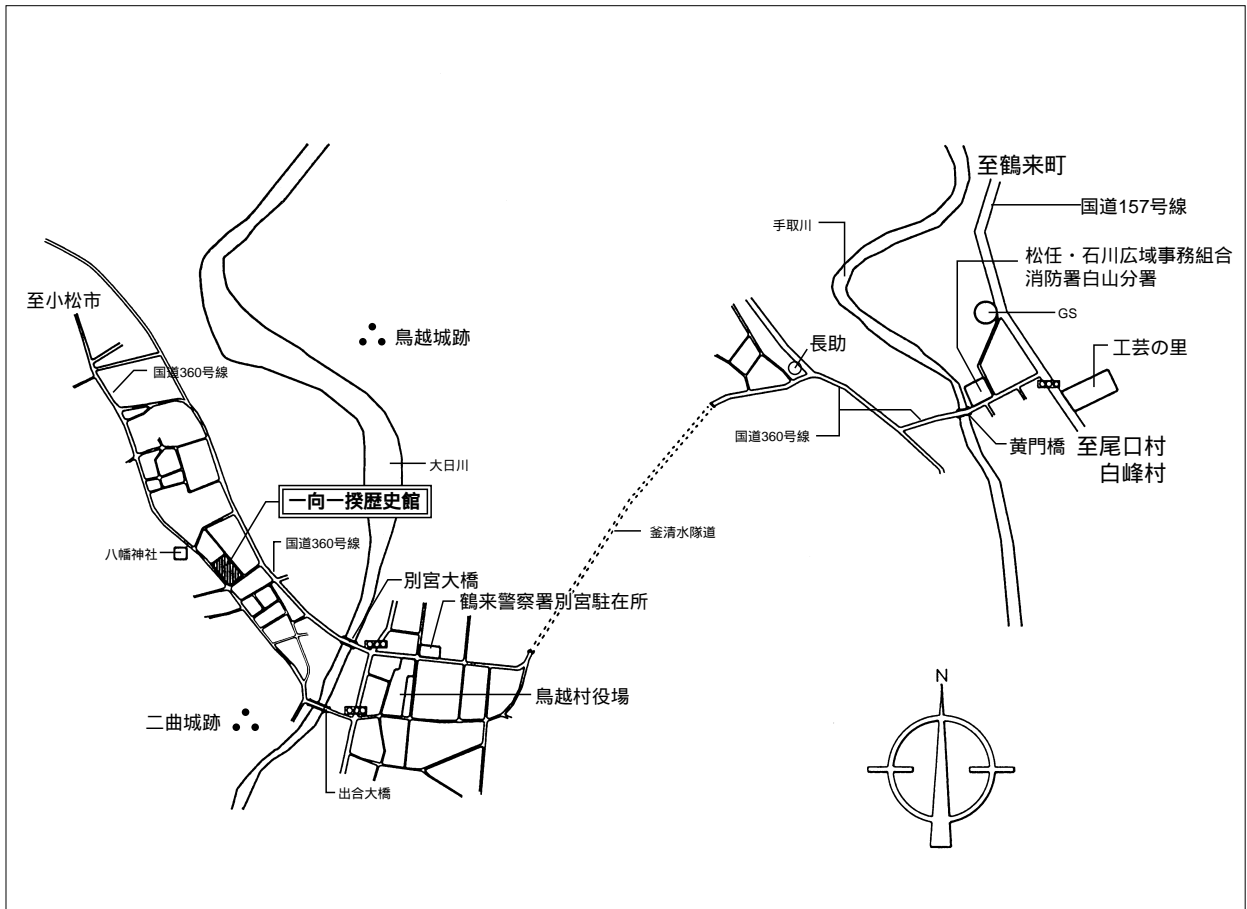 至鶴来町
国道157号線
手取川
松任・石川広域事務組合
消防署白山分署
至小松市
GS
鳥越城跡
長助
工芸の里
国道360号線
国道360号線
黄門橋
至尾口村
白峰村
大日川
一向一揆歴史館
釜清水隧道
国道360号線
八幡神社
別宮大橋
鶴来警察署別宮駐在所
鳥越村役場
二曲城跡
出合大橋
N